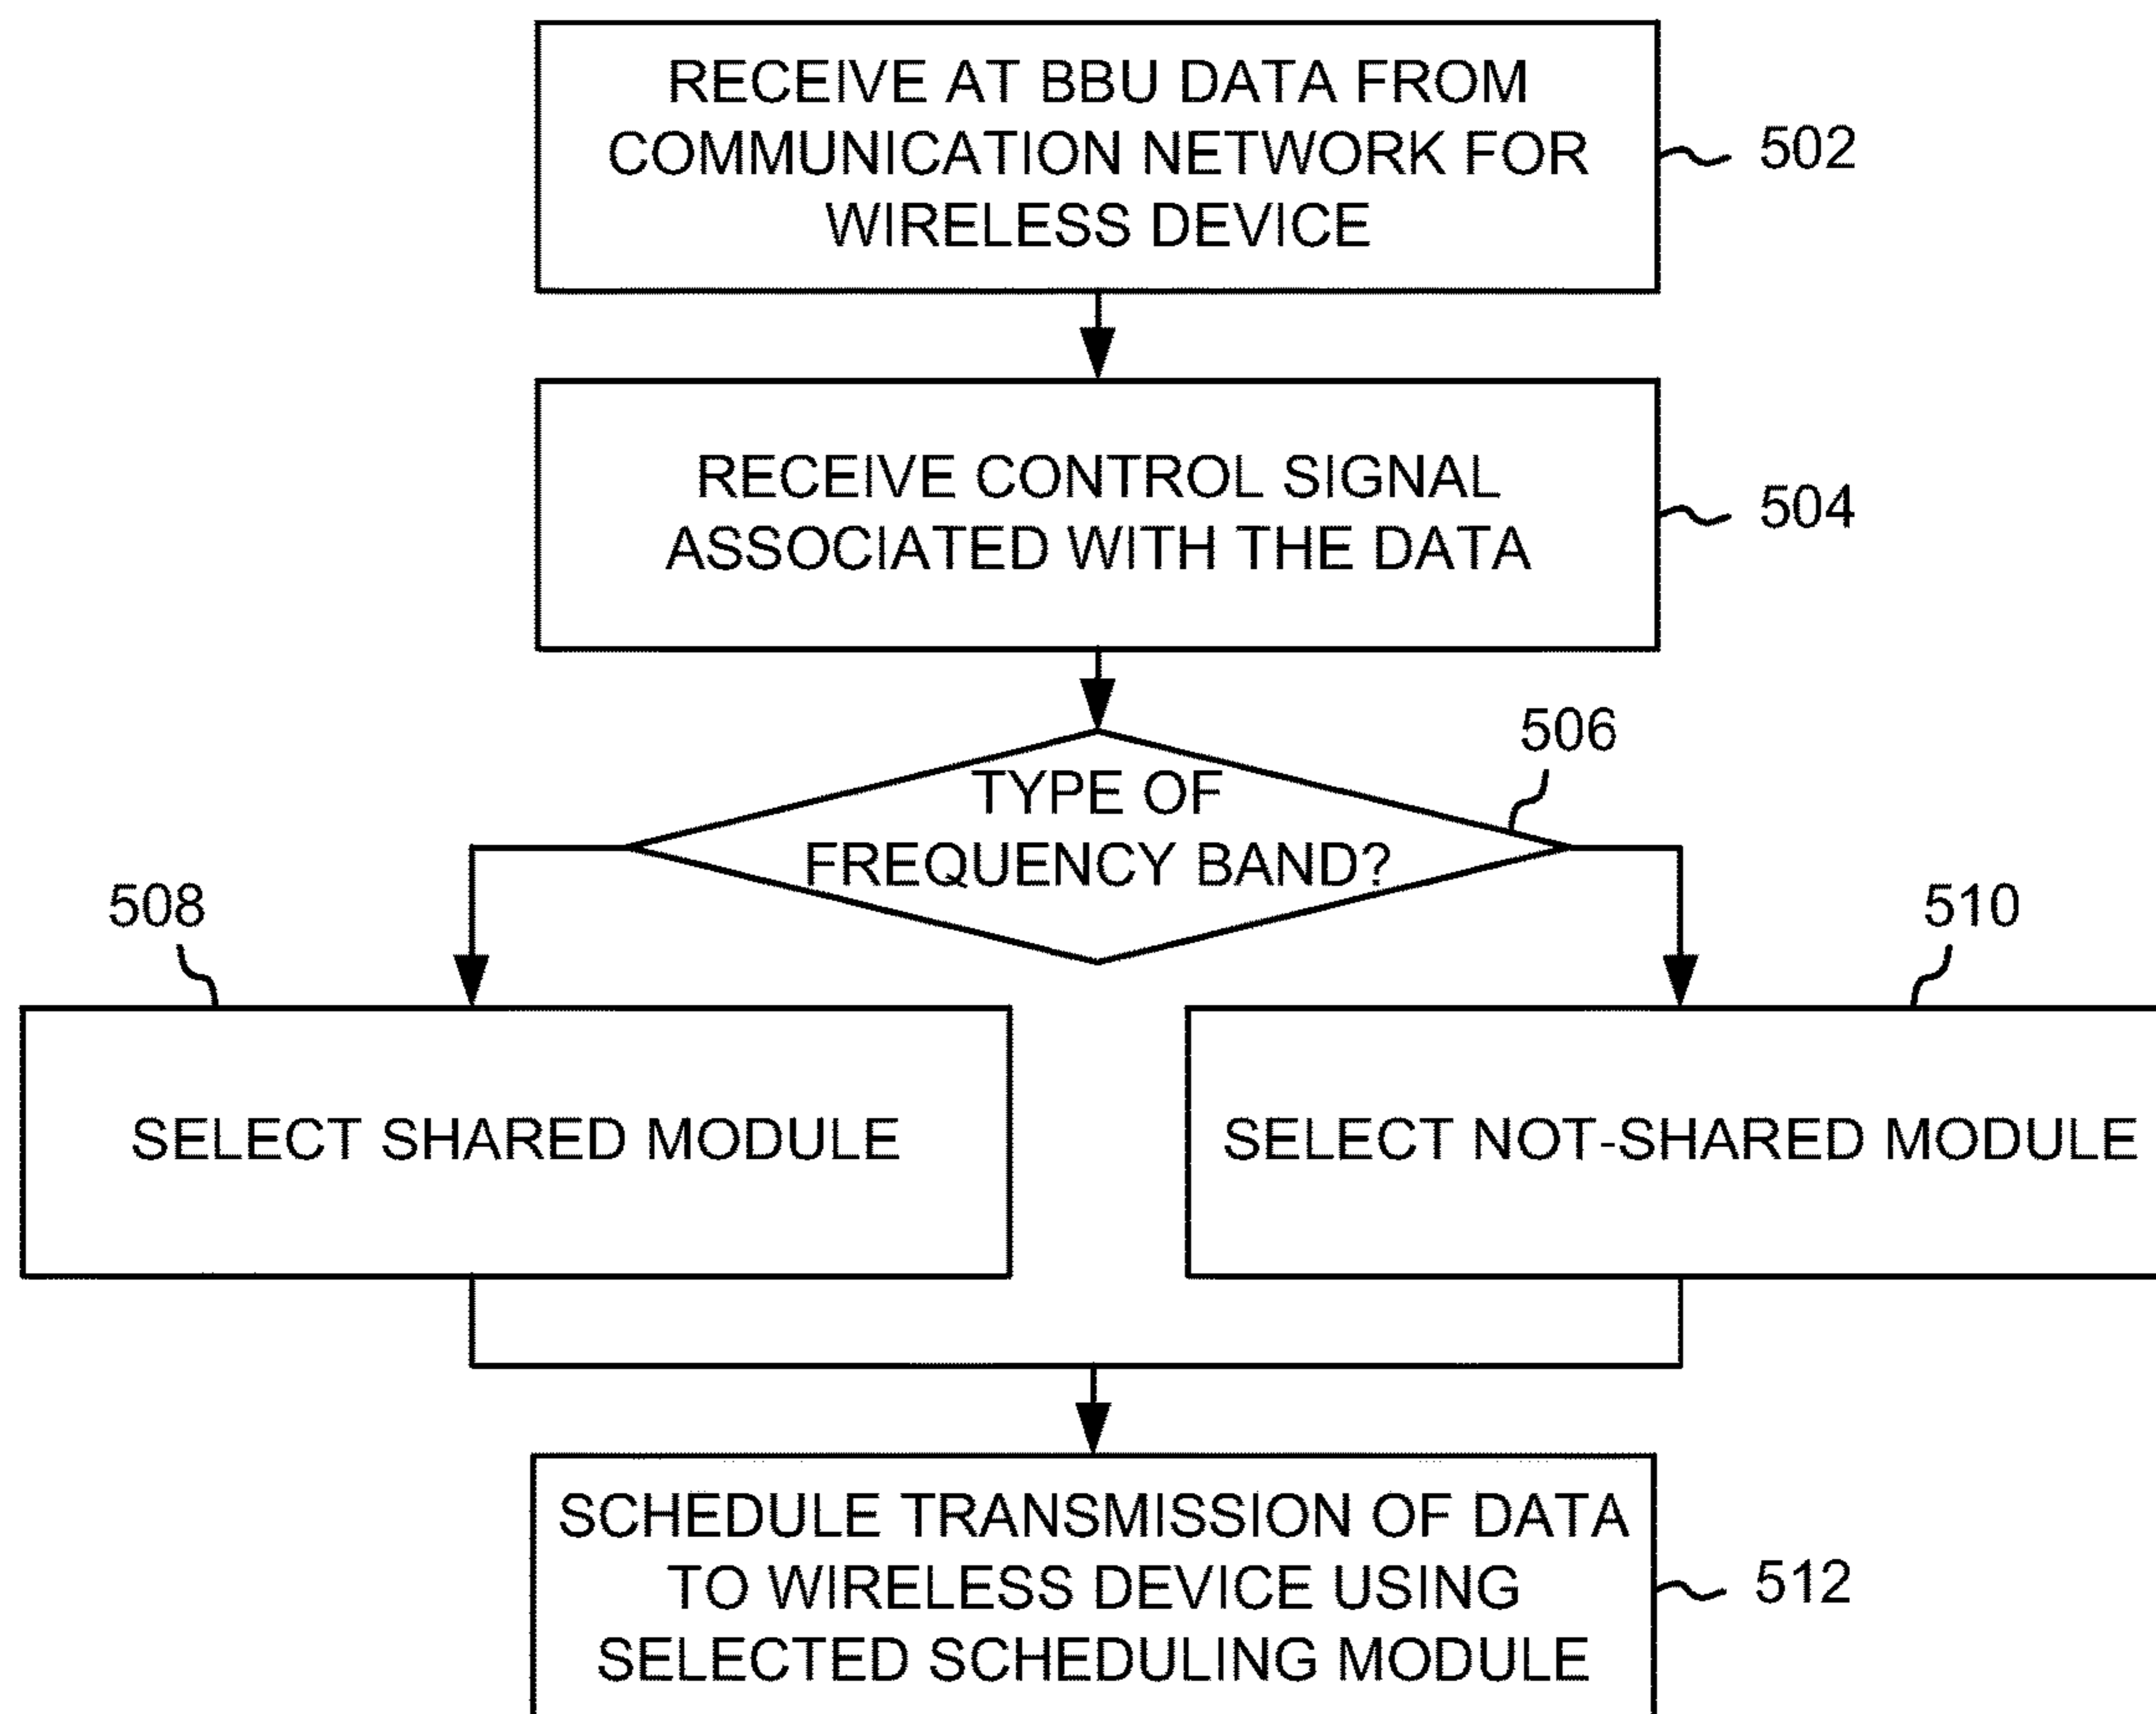 RECEIVE AT BBU DATA FROM
COMMUNICATION NETWORK FOR
WIRELESS DEVICE
502
RECEIVE CONTROL SIGNAL
ASSOCIATED WITH THE DATA
504
506
TYPE OF
FREQUENCY BAND?
508
510
SELECT SHARED MODULE
SELECT NOT-SHARED MODULE
SCHEDULE TRANSMISSION OF DATA
TO WIRELESS DEVICE USING
SELECTED SCHEDULING MODULE
512